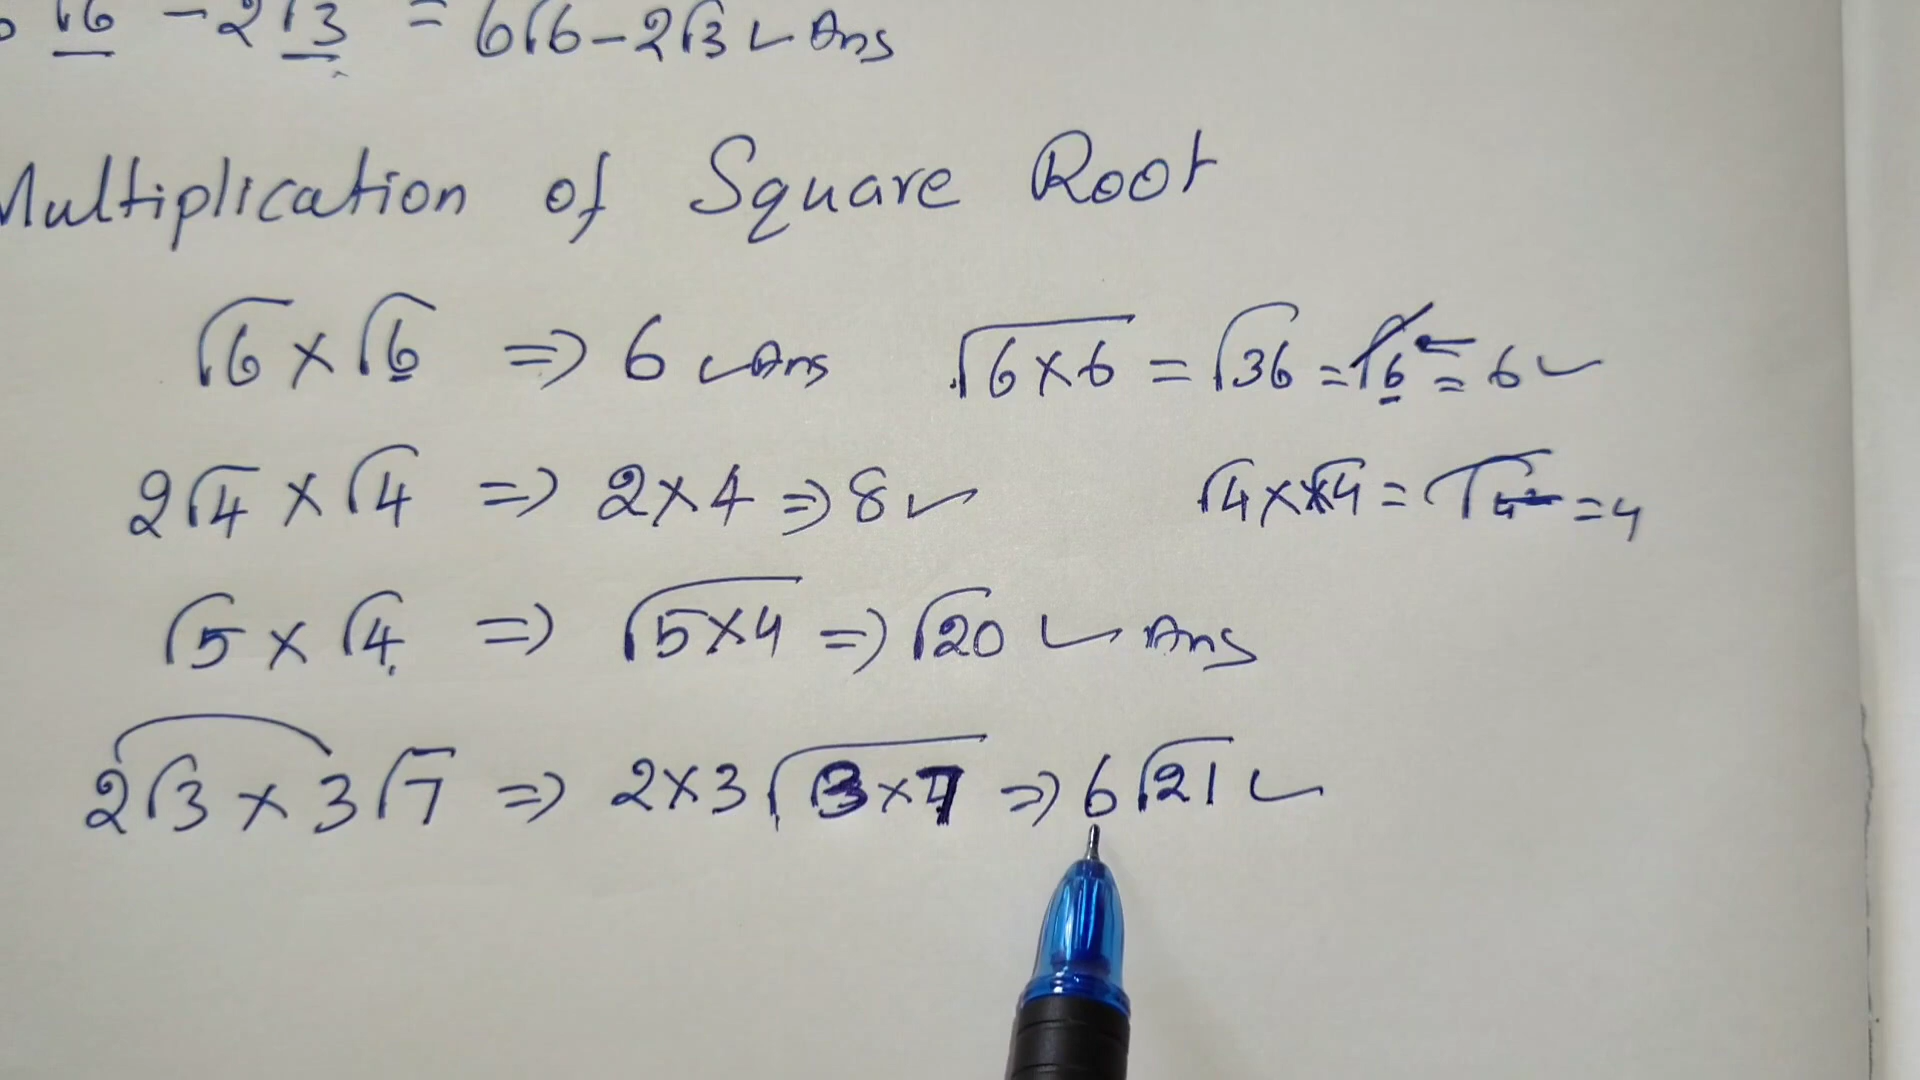 √6 - 2√3 = 6√6 - 2√3 ✓ Ans
Multiplication of Square Root
√6 × √6 ⇒ 6 ✓ Ans √6×6 = √36 = √6² = 6 ✓
2√4 × √4 ⇒ 2×4 ⇒ 8 ✓ √4 × √4 = √4² = 4
√5 × √4 ⇒ √5×4 ⇒ √20 ✓ Ans
2√3 × 3√7 ⇒ 2×3√3×7 ⇒ 6√21 ✓